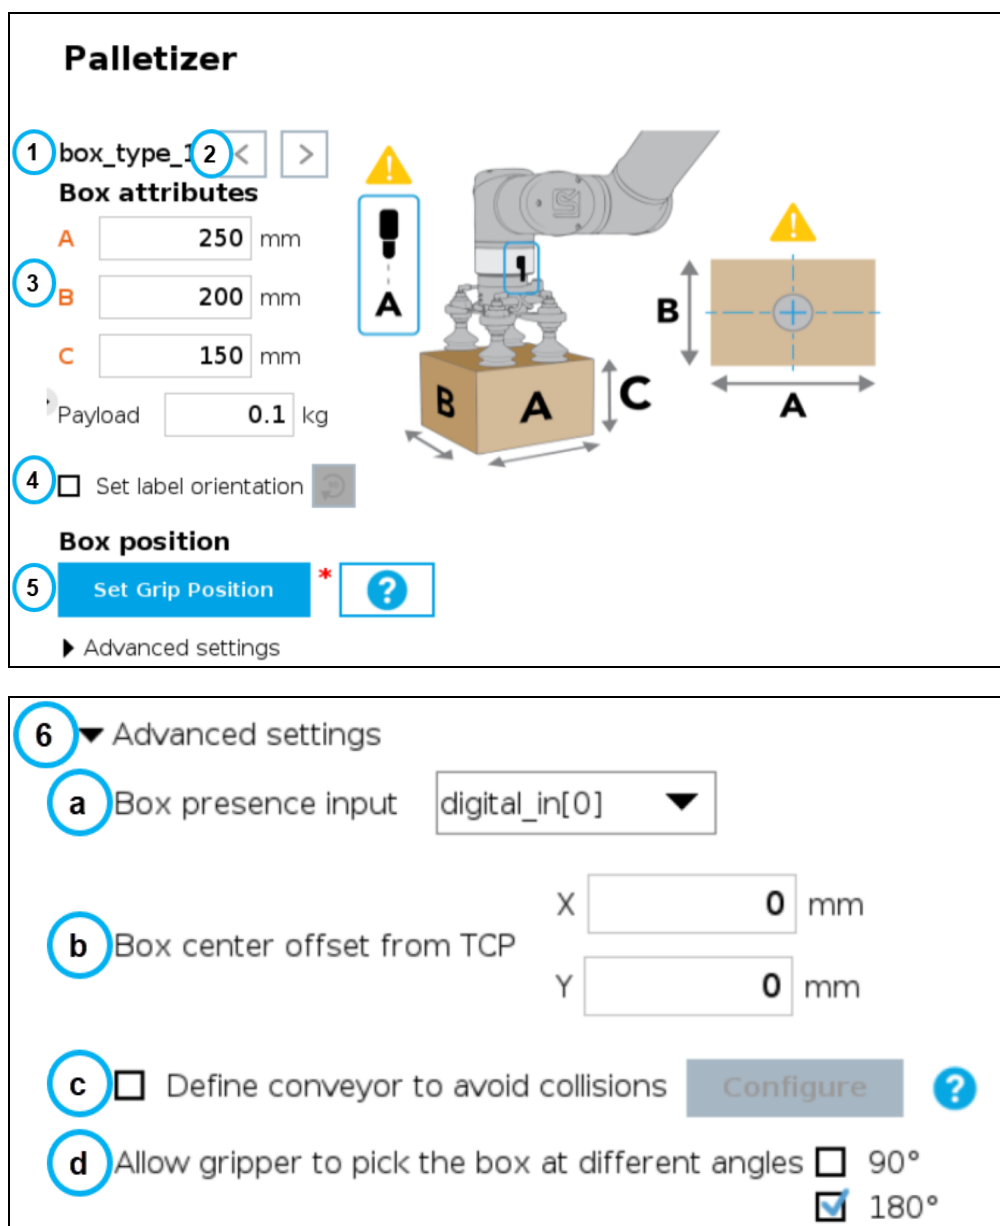 Palletizer
1 box_type_1 2 < >
Box attributes
A 250 mm
3
B 200 mm
C 150 mm
Payload 0.1 kg
A
B A C
B
A
4 Set label orientation
Box position
5 Set Grip Position * ?
Advanced settings
6 Advanced settings
a Box presence input digital_in[0]
X 0 mm
b Box center offset from TCP
Y 0 mm
c Define conveyor to avoid collisions Configure ?
d Allow gripper to pick the box at different angles 90°
180°